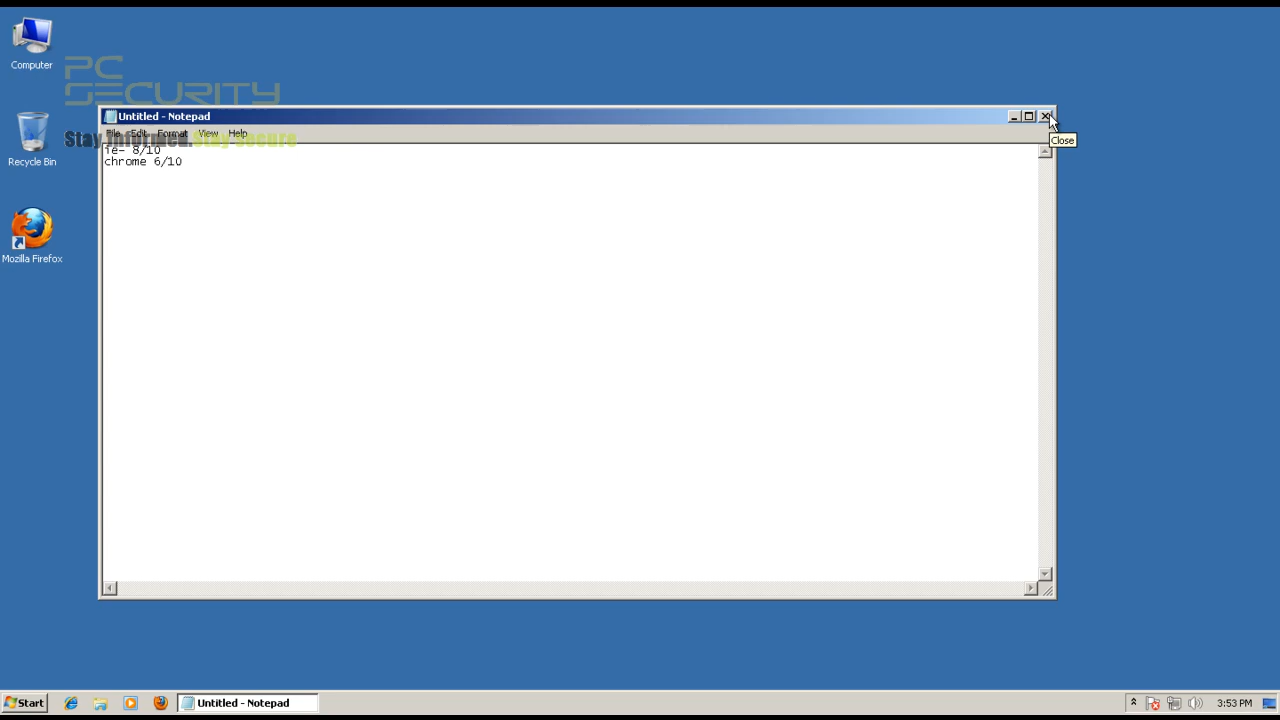 Computer
PC
SECURITY
Stay Informed.Stay Secure
Recycle Bin
Mozilla Firefox
Untitled - Notepad
File Edit Format View Help
ie- 8/10
chrome 6/10
Close
Start
Untitled - Notepad
3:53 PM